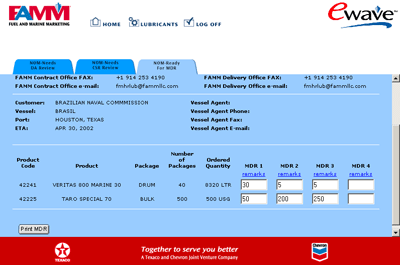 FAMM
FUEL AND MARINE MARKETING
HOME LUBRICANTS LOG OFF
ewave
NOM-Needs OA Review
NOM-Needs CSR Review
NOM-Ready For MDR
FAMM Contract Office FAX: +1 914 253 4190 FAMM Delivery Office FAX: +1 914 253 4190
FAMM Contract Office e-mail: fmhrlub@fammllc.com FAMM Delivery Office e-mail: fmhrlub@fammllc.com
Customer: BRAZILIAN NAVAL COMMMISSION Vessel Agent:
Vessel: BRASIL Vessel Agent Phone:
Port: HOUSTON, TEXAS Vessel Agent Fax:
ETA: APR 30, 2002 Vessel Agent E-mail:
Product Code Product Package Number of Packages Ordered Quantity MDR 1 MDR 2 MDR 3 MDR 4
remarks remarks remarks
42241 VERITAS 800 MARINE 30 DRUM 40 8320 LTR 30 5 5
42225 TARO SPECIAL 70 BULK 500 500 USG 50 200 250
Print MDR
TEXACO
Together to serve you better
A Texaco and Chevron Joint Venture Company
Chevron